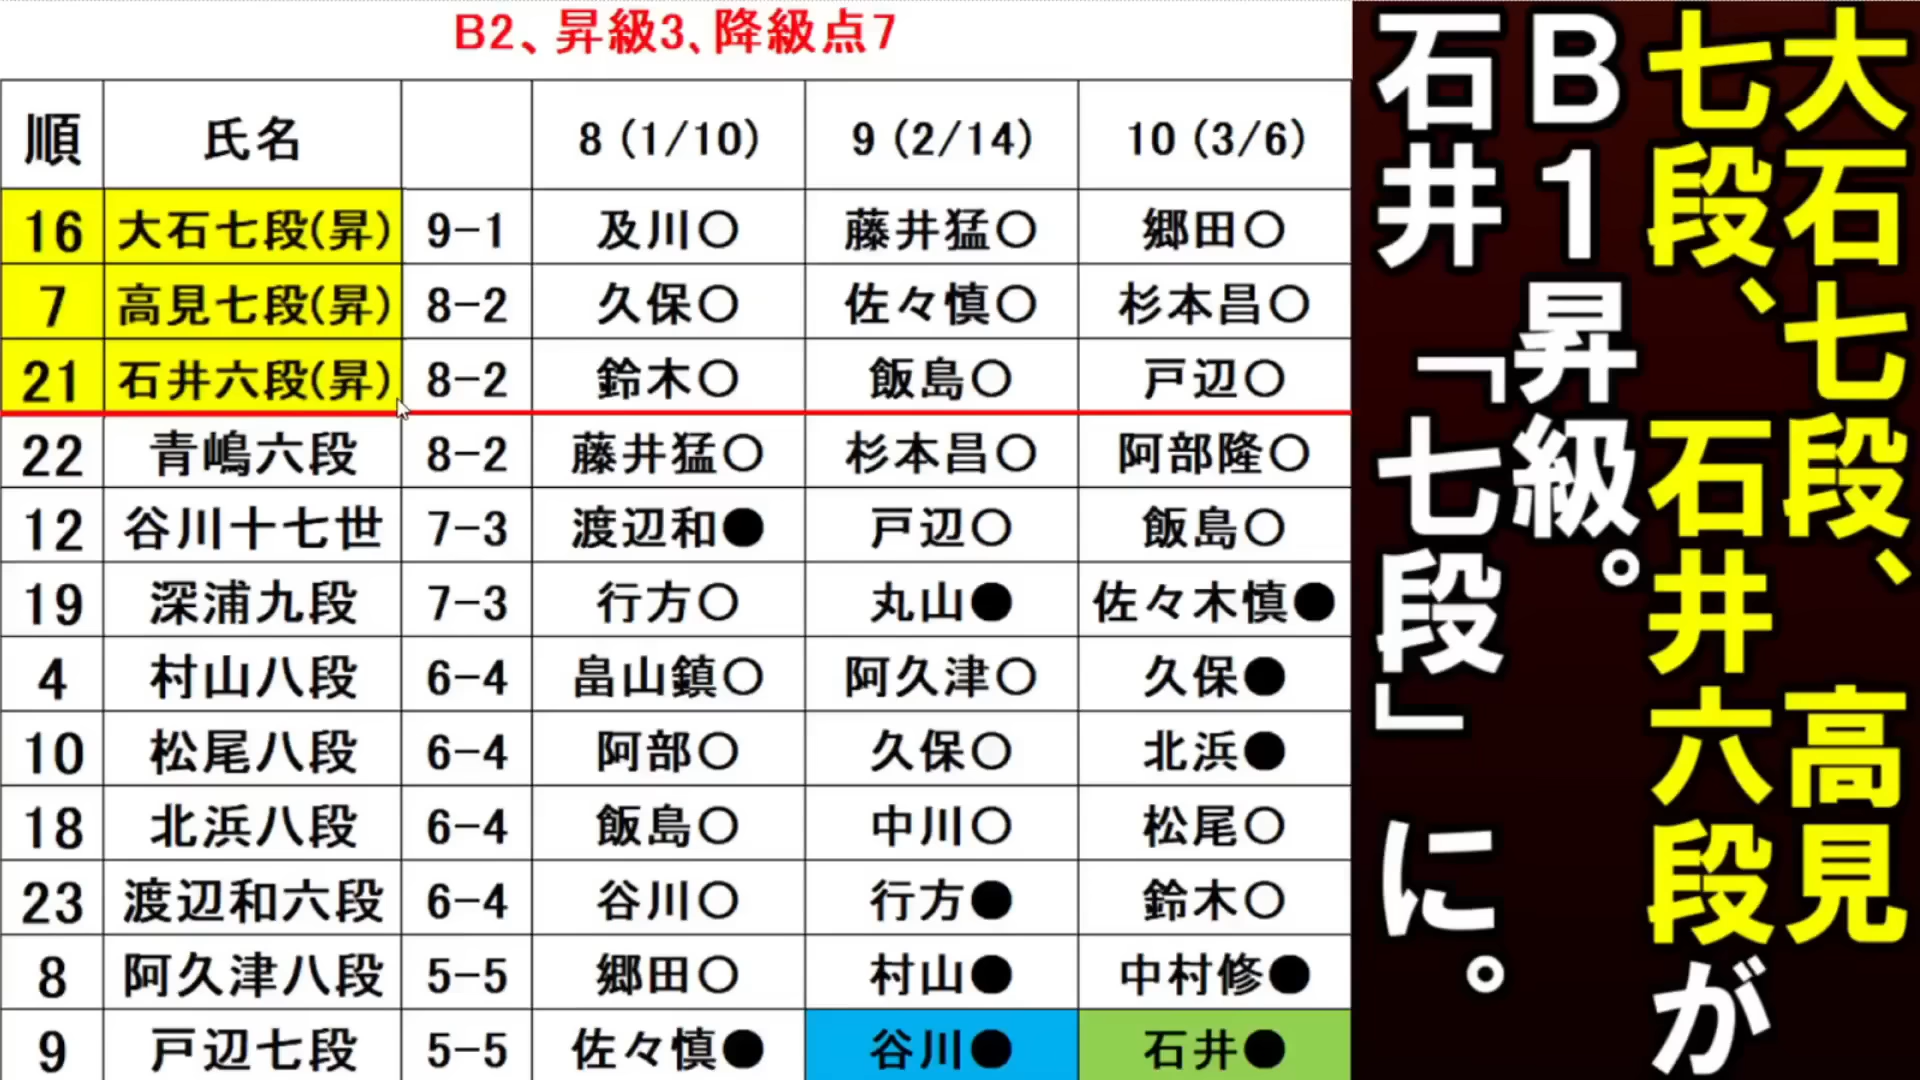 B2、昇級3、降級点7
順 氏名 8（1/10） 9（2/14） 10（3/6）
16 大石七段(昇) 9-1 及川○ 藤井猛○ 郷田○
7 高見七段(昇) 8-2 久保○ 佐々慎○ 杉本昌○
21 石井六段(昇) 8-2 鈴木○ 飯島○ 戸辺○
22 青嶋六段 8-2 藤井猛○ 杉本昌○ 阿部隆○
12 谷川十七世 7-3 渡辺和● 戸辺○ 飯島○
19 深浦九段 7-3 行方○ 丸山● 佐々木慎●
4 村山八段 6-4 畠山鎮○ 阿久津○ 久保●
10 松尾八段 6-4 阿部○ 久保○ 北浜●
18 北浜八段 6-4 飯島○ 中川○ 松尾○
23 渡辺和六段 6-4 谷川○ 行方● 鈴木○
8 阿久津八段 5-5 郷田○ 村山● 中村修●
9 戸辺七段 5-5 佐々慎● 谷川● 石井●
大石七段、高見
七段、石井六段が
B1昇級。
石井「七段」に。